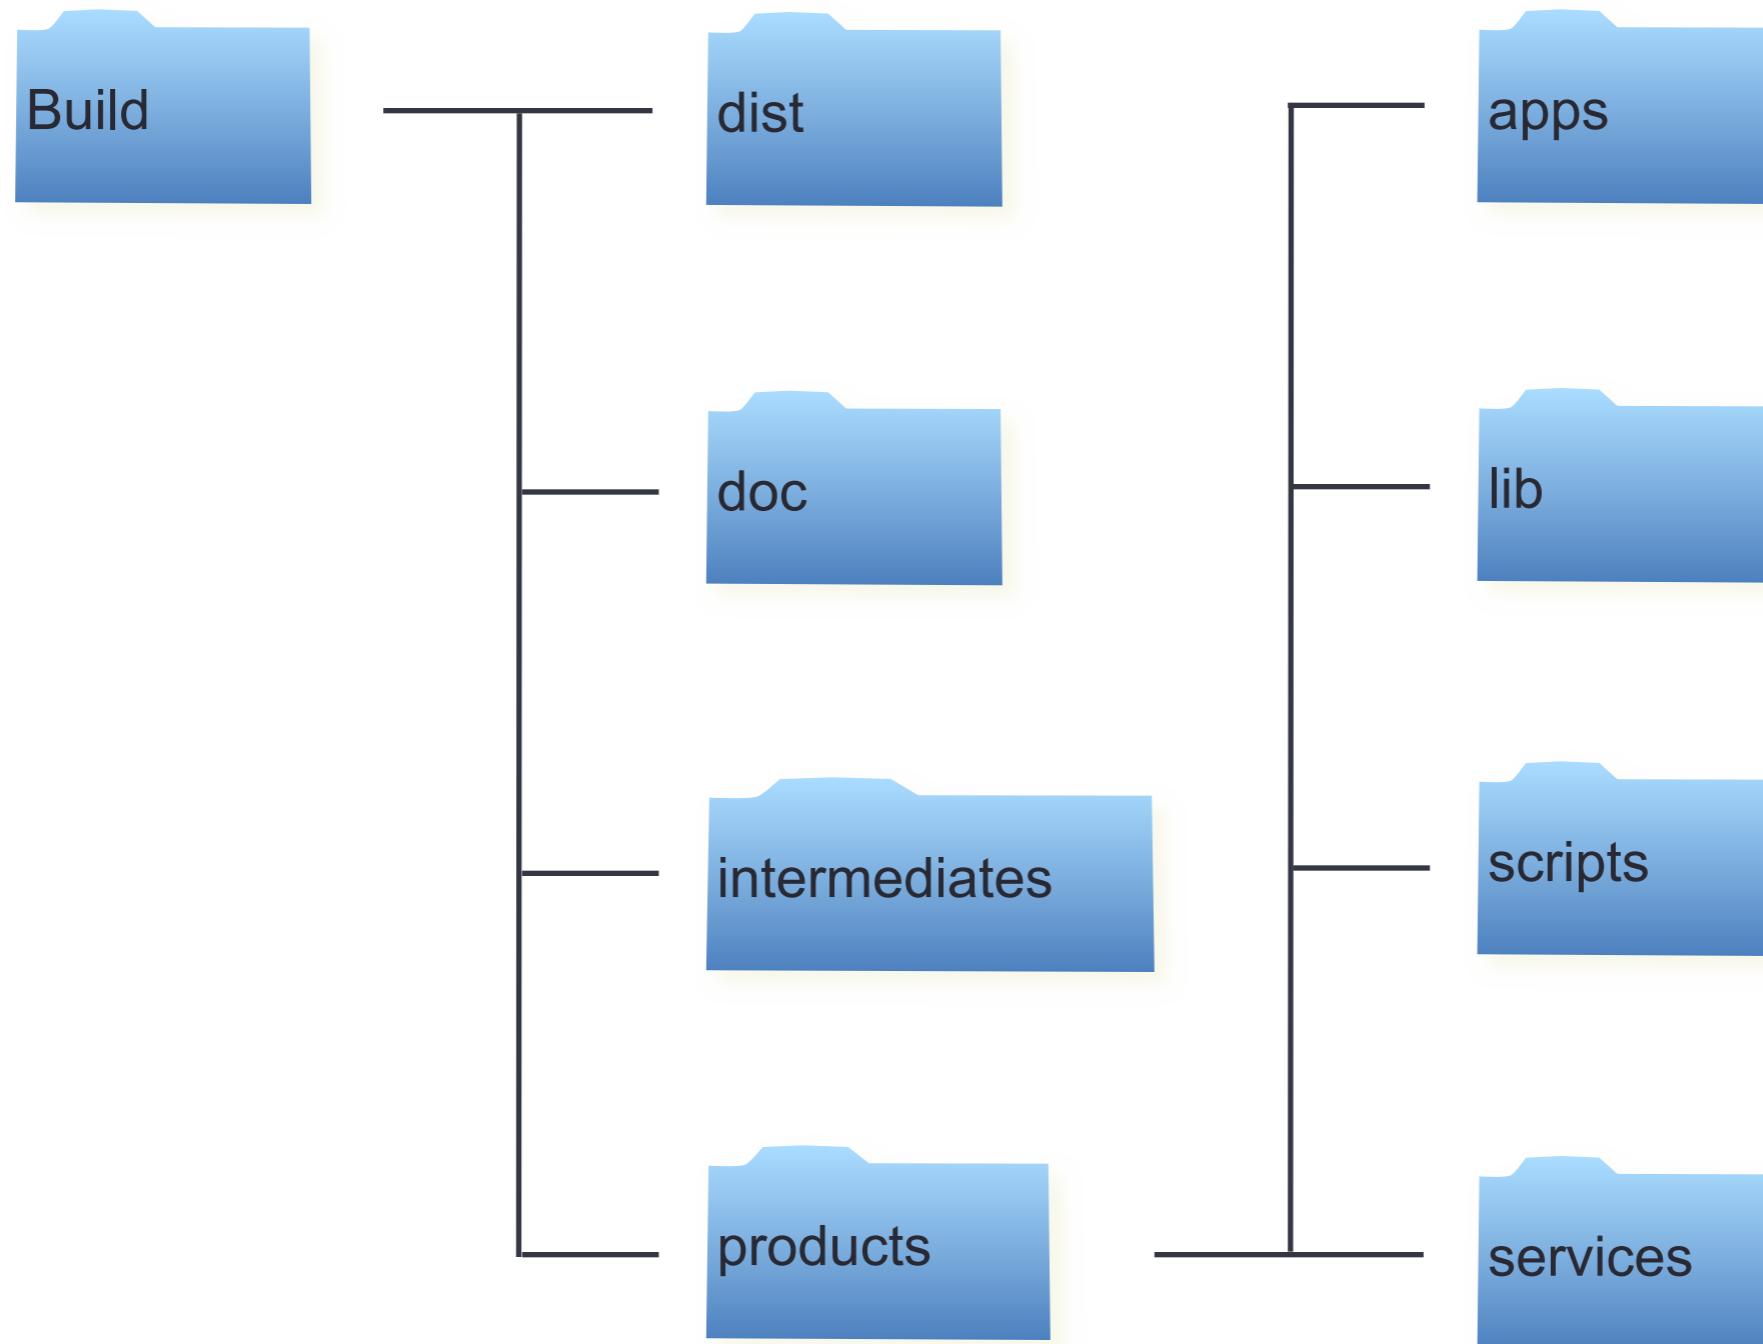 Build
dist
apps
doc
lib
intermediates
scripts
products
services